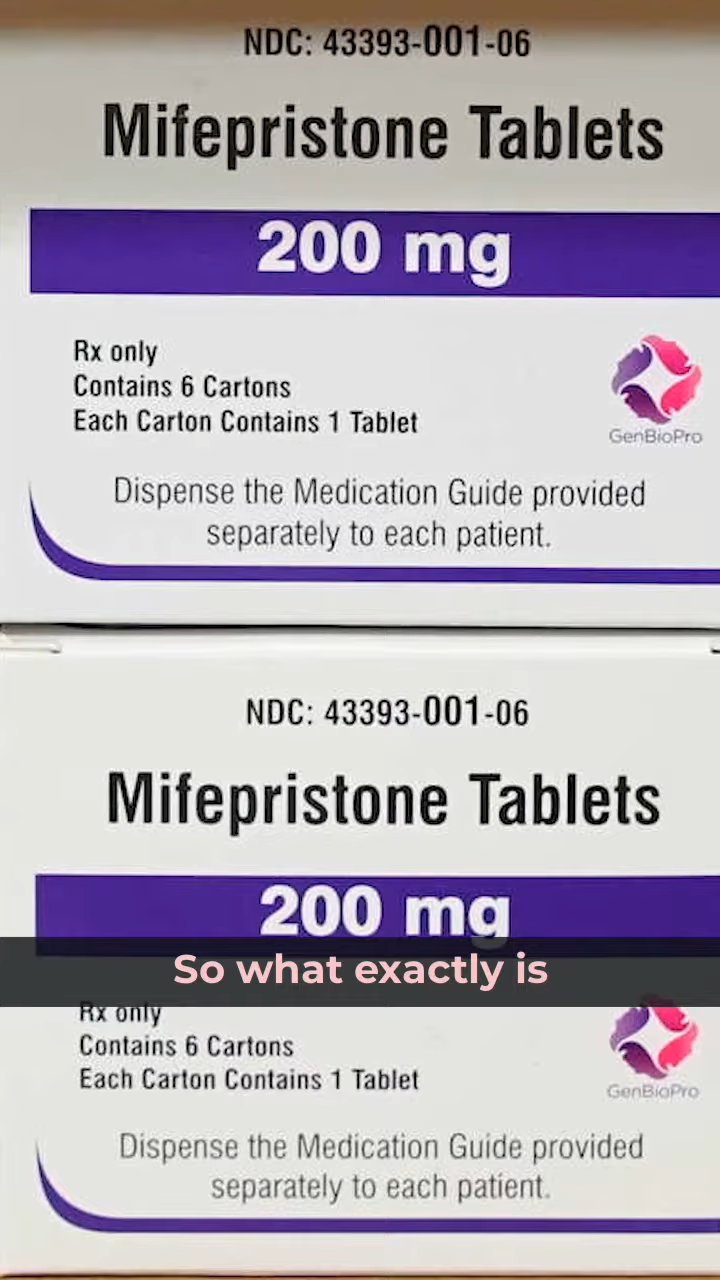 NDC: 43393-001-06
Mifepristone Tablets
200 mg
Rx only
Contains 6 Cartons
Each Carton Contains 1 Tablet
GenBioPro
Dispense the Medication Guide provided
separately to each patient.
NDC: 43393-001-06
Mifepristone Tablets
200 mg
So what exactly is
Rx only
Contains 6 Cartons
Each Carton Contains 1 Tablet
GenBioPro
Dispense the Medication Guide provided
separately to each patient.